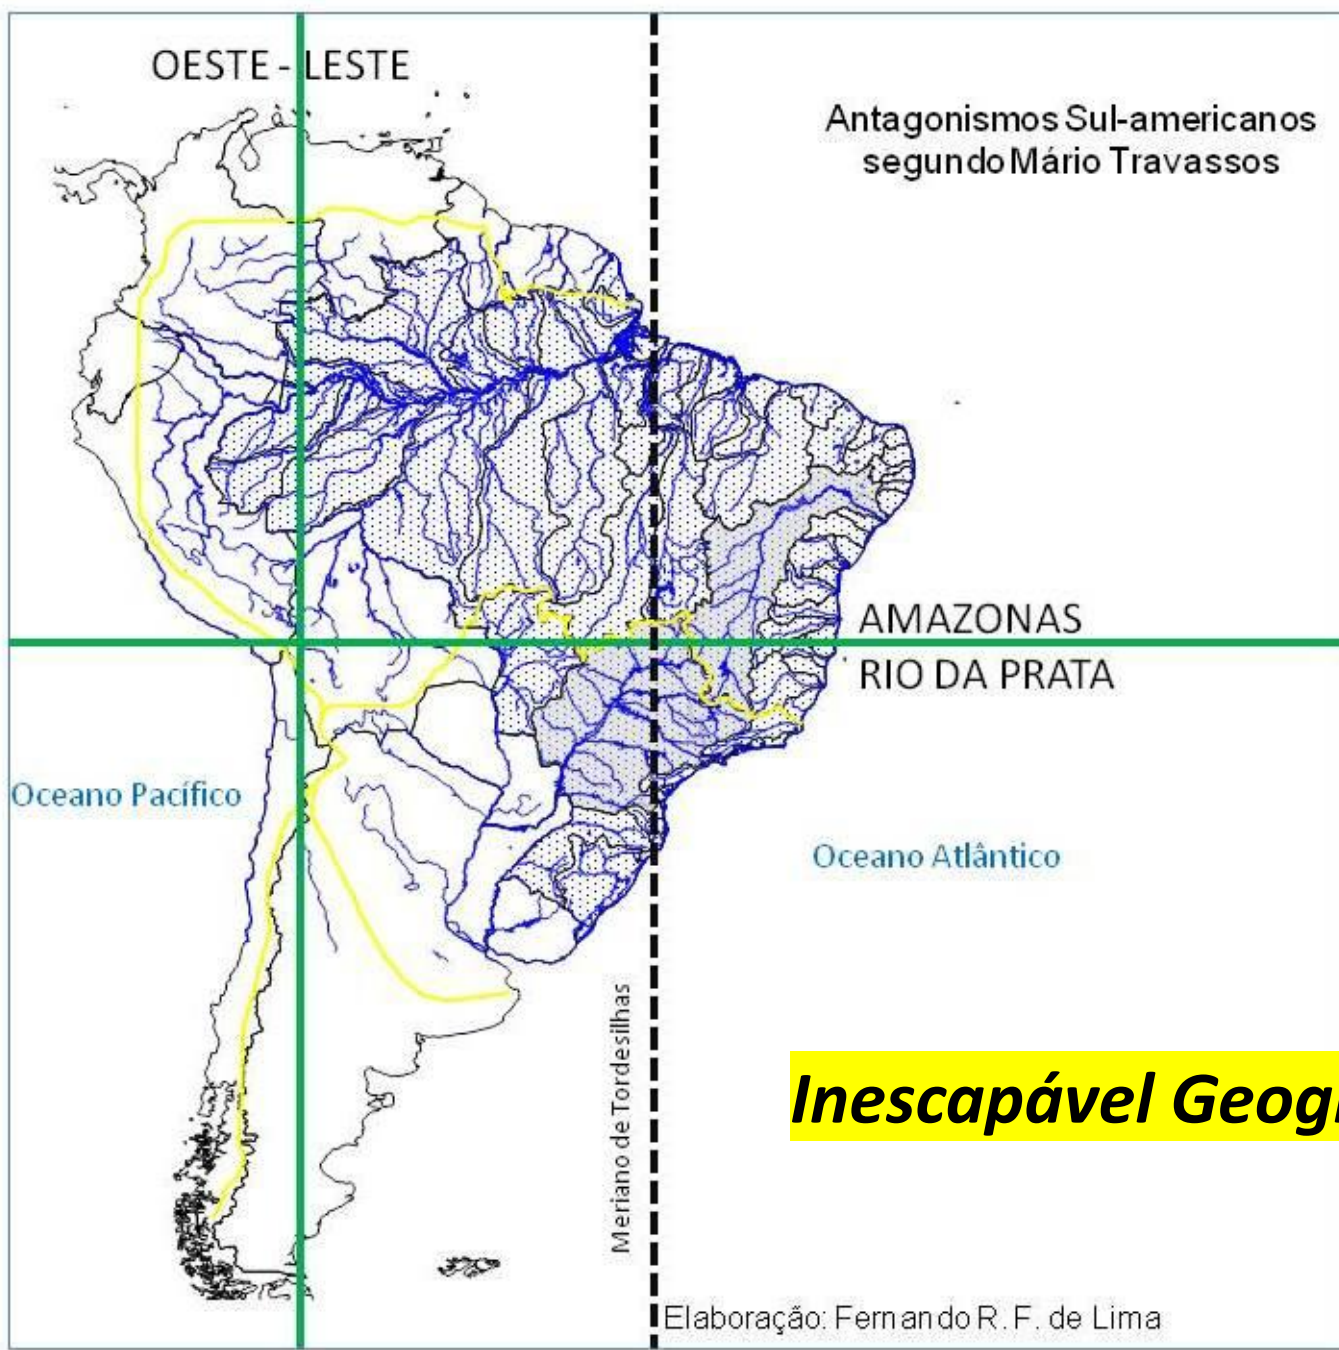 OESTE - LESTE
Antagonismos Sul-americanos
segundo Mário Travassos
AMAZONAS
RIO DA PRATA
Oceano Pacífico
Oceano Atlântico
Meriano de Tordesilhas
Inescapável
Elaboração: Fernando R. F. de Lima